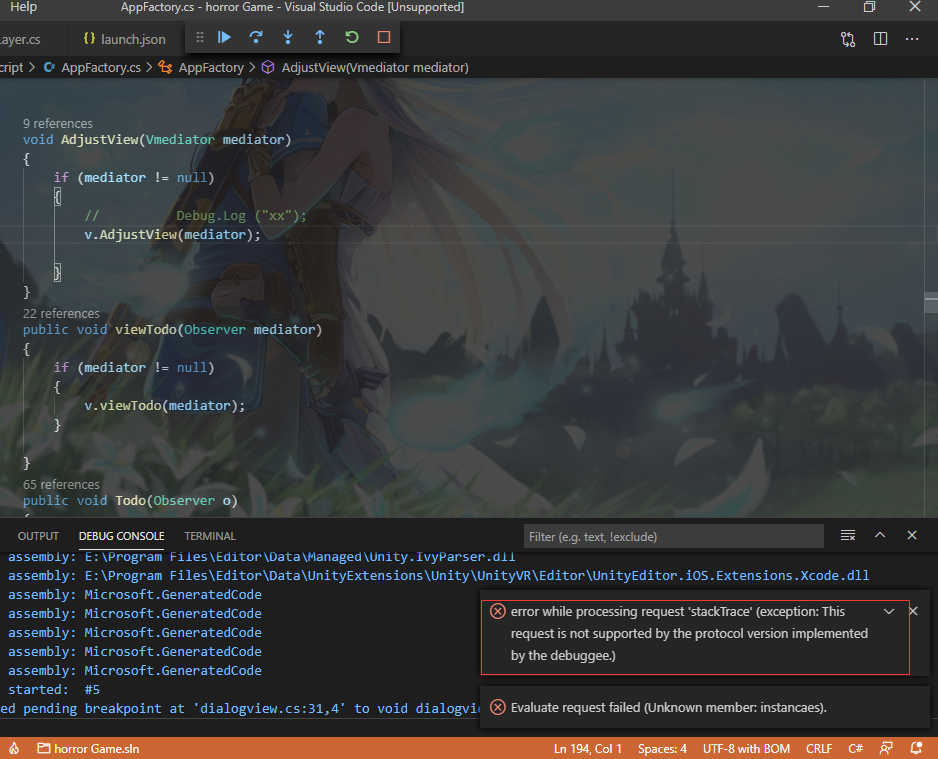 Help AppFactory.cs - horror Game - Visual Studio Code [Unsupported]
ayer.cs {} launch.json
cript > AppFactory.cs > AppFactory > AdjustView(Vmediator mediator)
9 references
void AdjustView(Vmediator mediator)
{
if (mediator != null)
{
// Debug.Log ("xx");
v.AdjustView(mediator);
}
}
22 references
public void viewTodo(Observer mediator)
{
if (mediator != null)
{
v.viewTodo(mediator);
}
}
65 references
public void Todo(Observer o)
OUTPUT DEBUG CONSOLE TERMINAL Filter (e.g. text, !exclude)
assembly: E:\Program Files\Editor\Data\Managed\Unity.IvyParser.dll
assembly: E:\Program Files\Editor\Data\UnityExtensions\Unity\UnityVR\Editor\UnityEditor.iOS.Extensions.Xcode.dll
assembly: Microsoft.GeneratedCode
assembly: Microsoft.GeneratedCode
assembly: Microsoft.GeneratedCode
assembly: Microsoft.GeneratedCode
assembly: Microsoft.GeneratedCode
started: #5
ed pending breakpoint at 'dialogview.cs:31,4' to void dialogvi
error while processing request 'stackTrace' (exception: This
request is not supported by the protocol version implemented
by the debuggee.)
Evaluate request failed (Unknown member: instancaes).
horror Game.sln Ln 194, Col 1 Spaces: 4 UTF-8 with BOM CRLF C#